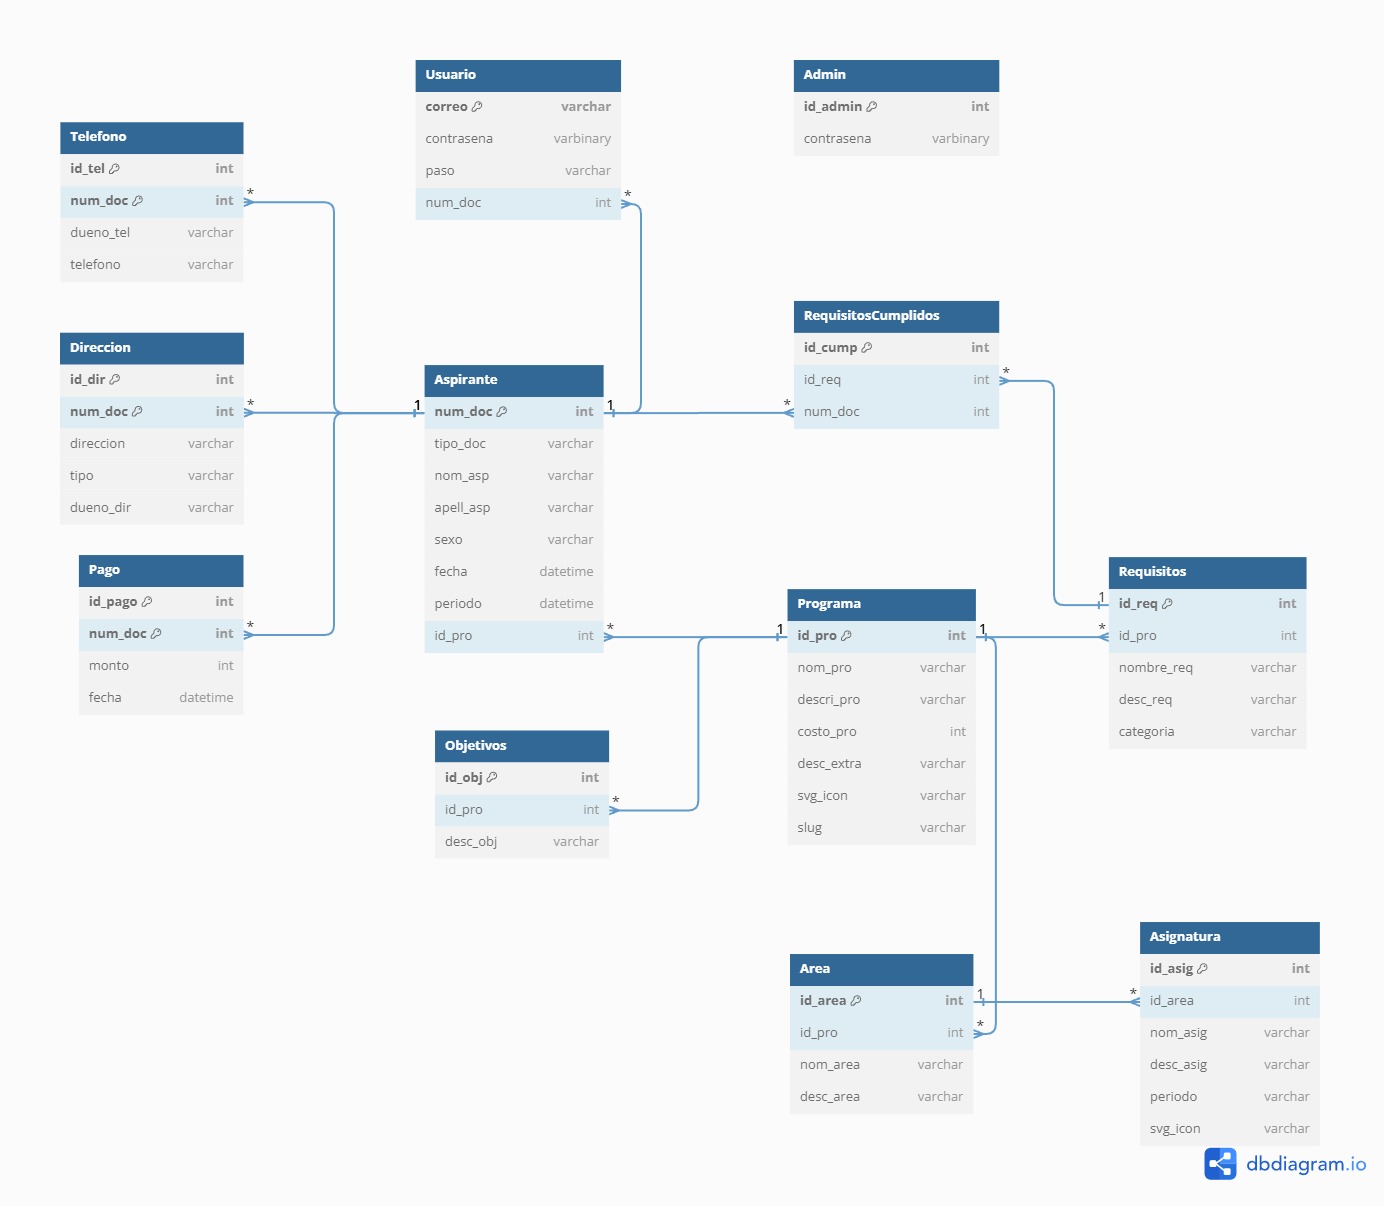 Usuario
correo varchar
contrasena varbinary
paso varchar
num_doc int
*
Admin
id_admin int
contrasena varbinary
Telefono
id_tel int
num_doc int
*
dueno_tel varchar
telefono varchar
RequisitosCumplidos
id_cump int
id_req int
*
num_doc int
*
Direccion
id_dir int
num_doc int
*
direccion varchar
tipo varchar
dueno_dir varchar
Aspirante
1
num_doc int
1
tipo_doc varchar
nom_asp varchar
apell_asp varchar
sexo varchar
fecha datetime
periodo datetime
id_pro int
*
Pago
id_pago int
num_doc int
*
monto int
fecha datetime
Programa
1
id_pro int
1
nom_pro varchar
descri_pro varchar
costo_pro int
desc_extra varchar
svg_icon varchar
slug varchar
Requisitos
1
id_req int
*
id_pro int
nombre_req varchar
desc_req varchar
categoria varchar
Objetivos
id_obj int
id_pro int
*
desc_obj varchar
Area
id_area int
1
id_pro int
*
nom_area varchar
desc_area varchar
Asignatura
id_asig int
*
id_area int
nom_asig varchar
desc_asig varchar
periodo varchar
svg_icon varchar
dbdiagram.io